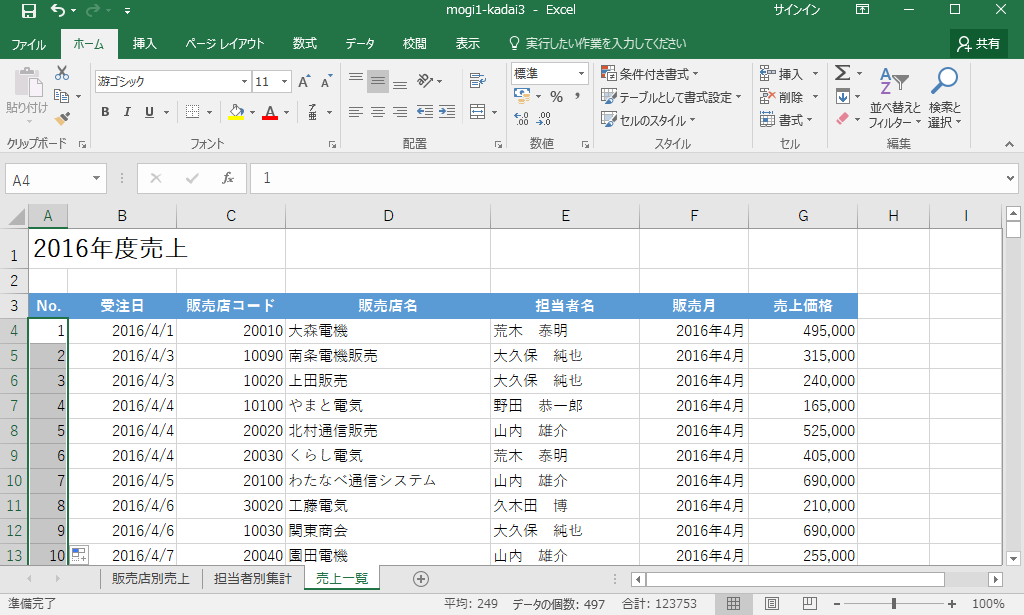 mogi1-kadai3 - Excel
サインイン
ファイル ホーム 挿入 ページ レイアウト 数式 データ 校閲 表示 実行したい作業を入力してください 共有
貼り付け
クリップボード
游ゴシック 11
B I U
フォント
配置
標準
%
数値
条件付き書式
テーブルとして書式設定
セルのスタイル
スタイル
挿入
削除
書式
セル
並べ替えと
フィルター
検索と
選択
編集
A4 fx 1
A B C D E F G H I
1 2016年度売上
2
3 No. 受注日 販売店コード 販売店名 担当者名 販売月 売上価格
4 1 2016/4/1 20010 大森電機 荒木　泰明 2016年4月 495,000
5 2 2016/4/3 10090 南条電機販売 大久保　純也 2016年4月 315,000
6 3 2016/4/3 10020 上田販売 大久保　純也 2016年4月 240,000
7 4 2016/4/4 10100 やまと電気 野田　恭一郎 2016年4月 165,000
8 5 2016/4/4 20020 北村通信販売 山内　雄介 2016年4月 525,000
9 6 2016/4/4 20030 くらし電気 荒木　泰明 2016年4月 405,000
10 7 2016/4/5 20100 わたなべ通信システム 山内　雄介 2016年4月 690,000
11 8 2016/4/6 30020 工藤電気 久木田　博 2016年4月 210,000
12 9 2016/4/6 10030 関東商会 大久保　純也 2016年4月 690,000
13 10 2016/4/7 20040 園田電機 山内　雄介 2016年4月 255,000
販売店別売上 担当者別集計 売上一覧
準備完了 平均: 249 データの個数: 497 合計: 123753 100%